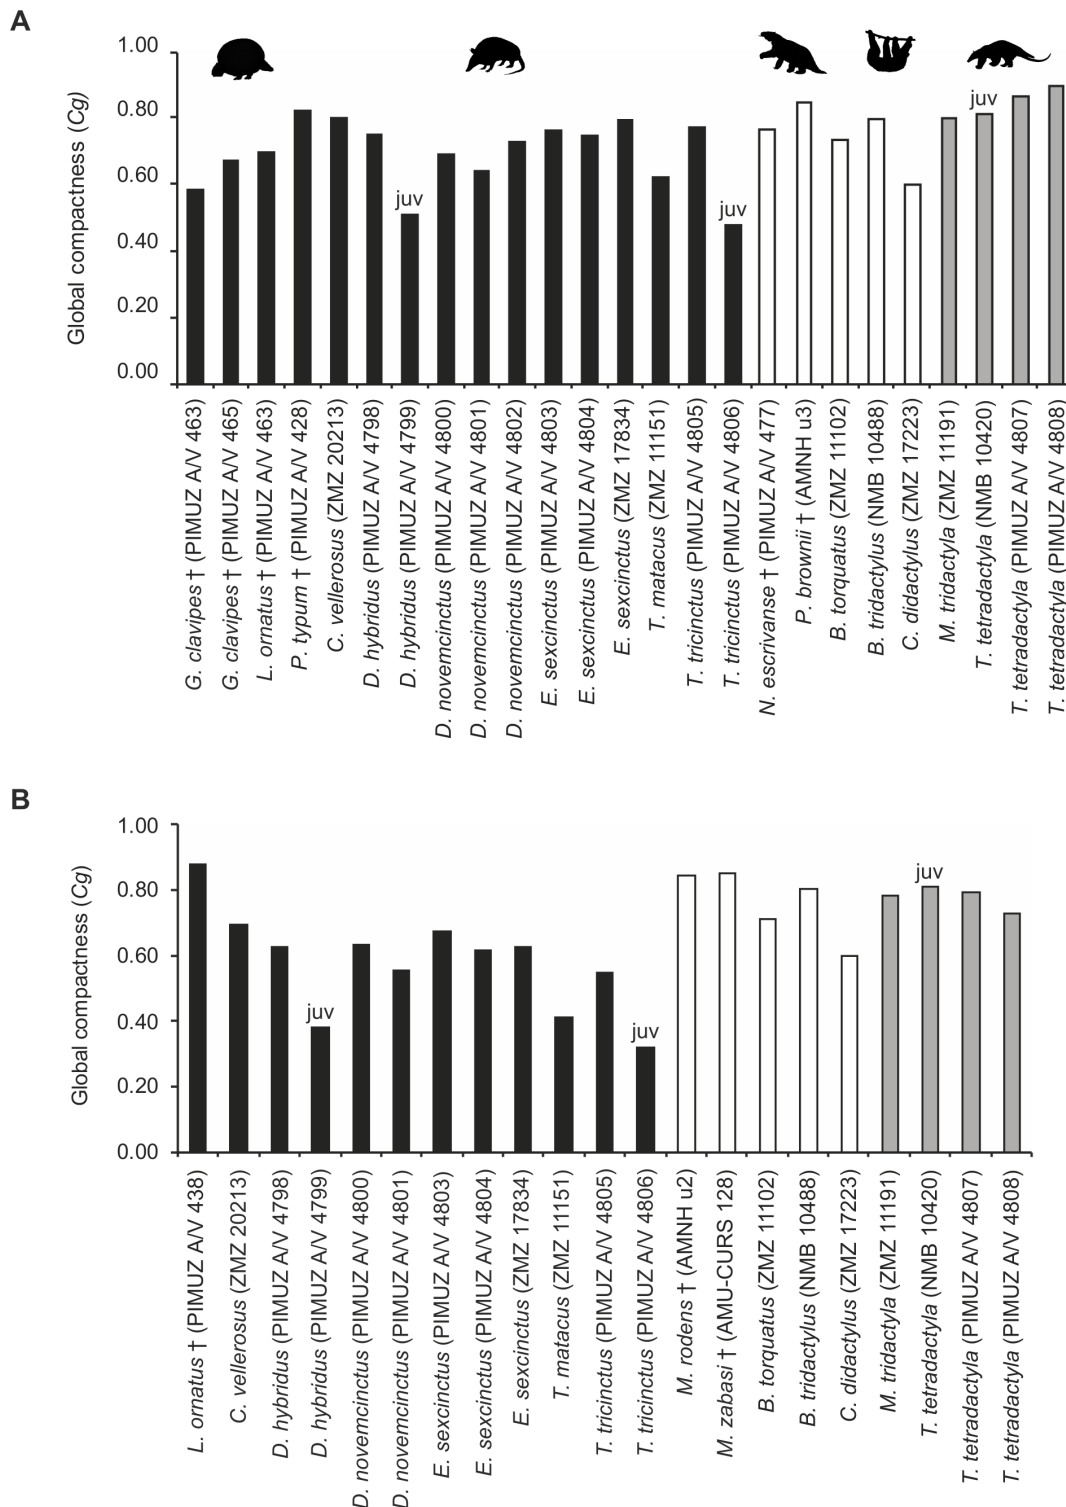 A
1.00
0.80
0.60
0.40
0.20
0.00
Global compactness (Cg)
juv
juv
juv
G. clavipes † (PIMUZ A/V 463)
G. clavipes † (PIMUZ A/V 465)
L. ornatus † (PIMUZ A/V 463)
P. typum † (PIMUZ A/V 428)
C. vellerosus (ZMZ 20213)
D. hybridus (PIMUZ A/V 4798)
D. hybridus (PIMUZ A/V 4799)
D. novemcinctus (PIMUZ A/V 4800)
D. novemcinctus (PIMUZ A/V 4801)
D. novemcinctus (PIMUZ A/V 4802)
E. sexcinctus (PIMUZ A/V 4803)
E. sexcinctus (PIMUZ A/V 4804)
E. sexcinctus (ZMZ 17834)
T. matacus (ZMZ 11151)
T. tricinctus (PIMUZ A/V 4805)
T. tricinctus (PIMUZ A/V 4806)
N. escrivanse † (PIMUZ A/V 477)
P. brownii † (AMNH u3)
B. torquatus (ZMZ 11102)
B. tridactylus (NMB 10488)
C. didactylus (ZMZ 17223)
M. tridactyla (ZMZ 11191)
T. tetradactyla (NMB 10420)
T. tetradactyla (PIMUZ A/V 4807)
T. tetradactyla (PIMUZ A/V 4808)
B
1.00
0.80
0.60
0.40
0.20
0.00
Global compactness (Cg)
juv
juv
juv
L. ornatus † (PIMUZ A/V 438)
C. vellerosus (ZMZ 20213)
D. hybridus (PIMUZ A/V 4798)
D. hybridus (PIMUZ A/V 4799)
D. novemcinctus (PIMUZ A/V 4800)
D. novemcinctus (PIMUZ A/V 4801)
E. sexcinctus (PIMUZ A/V 4803)
E. sexcinctus (PIMUZ A/V 4804)
E. sexcinctus (ZMZ 17834)
T. matacus (ZMZ 11151)
T. tricinctus (PIMUZ A/V 4805)
T. tricinctus (PIMUZ A/V 4806)
M. rodens † (AMNH u2)
M. zabasi † (AMU-CURS 128)
B. torquatus (ZMZ 11102)
B. tridactylus (NMB 10488)
C. didactylus (ZMZ 17223)
M. tridactyla (ZMZ 11191)
T. tetradactyla (NMB 10420)
T. tetradactyla (PIMUZ A/V 4807)
T. tetradactyla (PIMUZ A/V 4808)